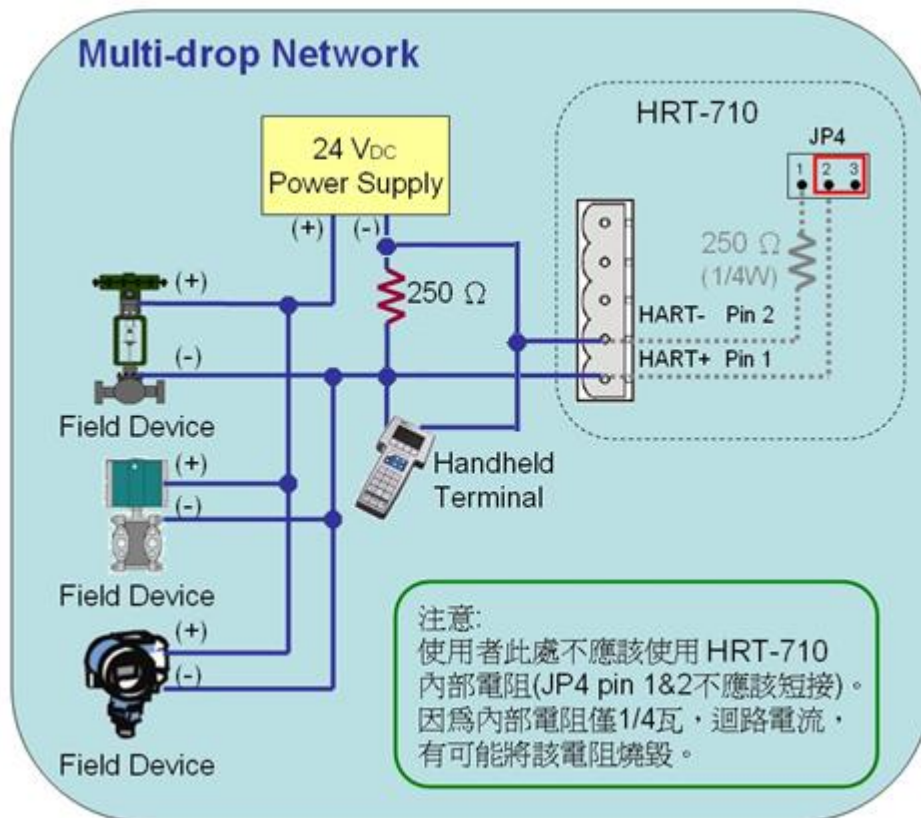 Multi-drop Network
24 VDC
Power Supply
(+)
(-)
HRT-710
JP4
1 2 3
250 Ω
(1/4W)
HART- Pin 2
HART+ Pin 1
250 Ω
(+)
(-)
Field Device
(+)
(-)
Field Device
(+)
(-)
Field Device
Handheld
Terminal
注意:
使用者此處不應該使用 HRT-710
內部電阻(JP4 pin 1&2不應該短接)。
因為內部電阻僅1/4瓦，迴路電流，
有可能將該電阻燒毀。